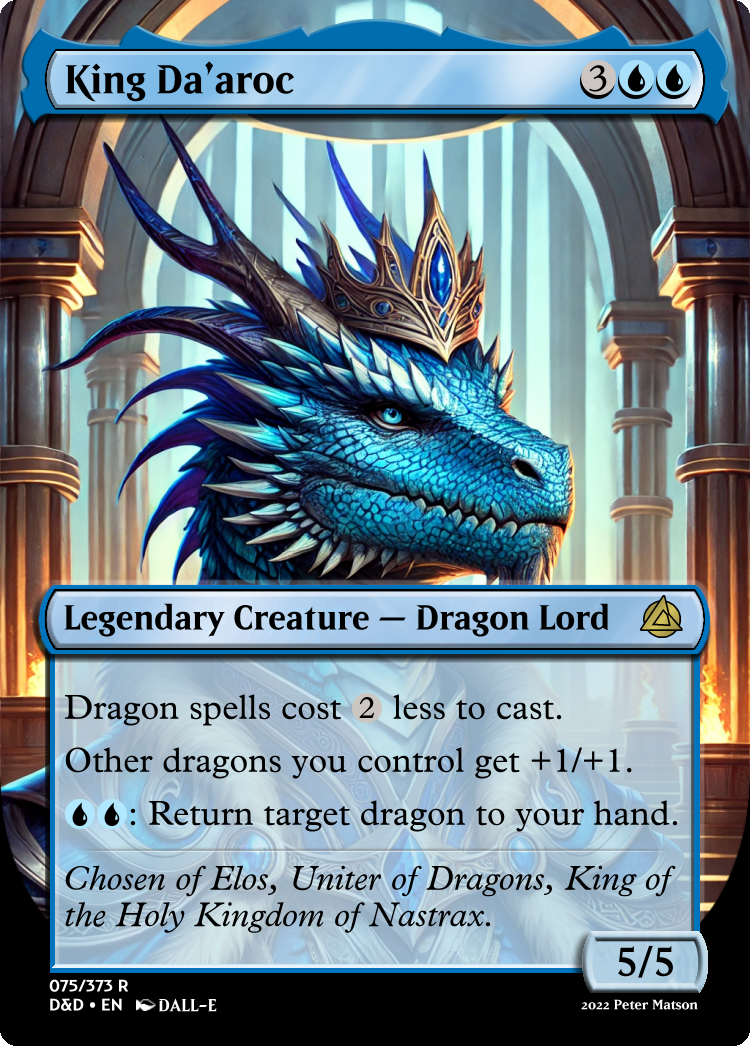 King Da'aroc 3
Legendary Creature — Dragon Lord
Dragon spells cost 2 less to cast.
Other dragons you control get +1/+1.
: Return target dragon to your hand.
Chosen of Elos, Uniter of Dragons, King of
the Holy Kingdom of Nastrax.
5/5
075/373 R
D&D • EN DALL-E
2022 Peter Matson